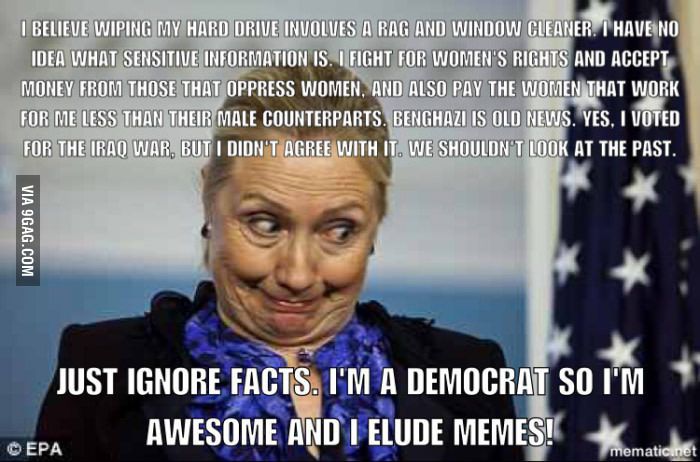 I BELIEVE WIPING MY HARD DRIVE INVOLVES A RAG AND WINDOW CLEANER. I HAVE NO
IDEA WHAT SENSITIVE INFORMATION IS. I FIGHT FOR WOMEN'S RIGHTS AND ACCEPT
MONEY FROM THOSE THAT OPPRESS WOMEN, AND ALSO PAY THE WOMEN THAT WORK
FOR ME LESS THAN THEIR MALE COUNTERPARTS. BENGHAZI IS OLD NEWS. YES, I VOTED
FOR THE IRAQ WAR, BUT I DIDN'T AGREE WITH IT. WE SHOULDN'T LOOK AT THE PAST.
VIA 9GAG.COM
JUST IGNORE FACTS. I'M A DEMOCRAT SO I'M
AWESOME AND I ELUDE MEMES!
© EPA
mematic.net